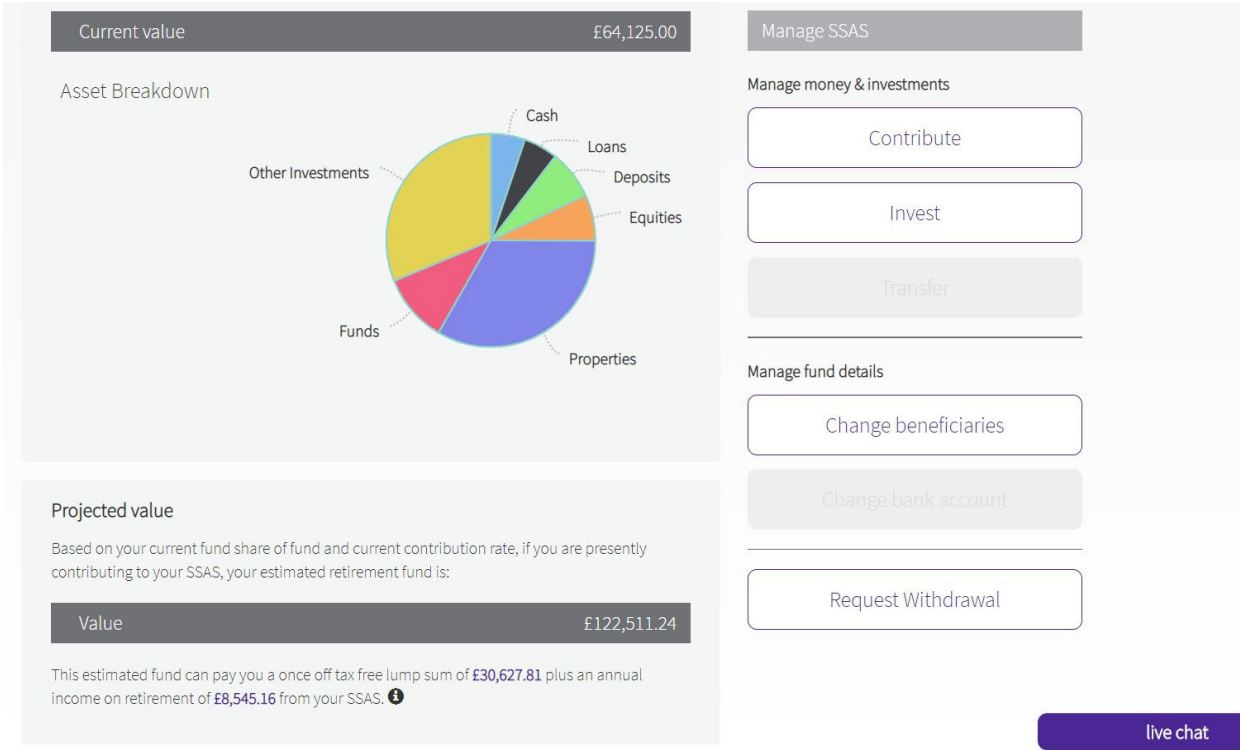 Current value £64,125.00
Asset Breakdown
Cash
Loans
Other Investments
Deposits
Equities
Funds
Properties
Projected value
Based on your current fund share of fund and current contribution rate, if you are presently
contributing to your SSAS, your estimated retirement fund is:
Value £122,511.24
This estimated fund can pay you a once off tax free lump sum of £30,627.81 plus an annual
income on retirement of £8,545.16 from your SSAS.
Manage SSAS
Manage money & investments
Contribute
Invest
Transfer
Manage fund details
Change beneficiaries
Change bank account
Request Withdrawal
live chat